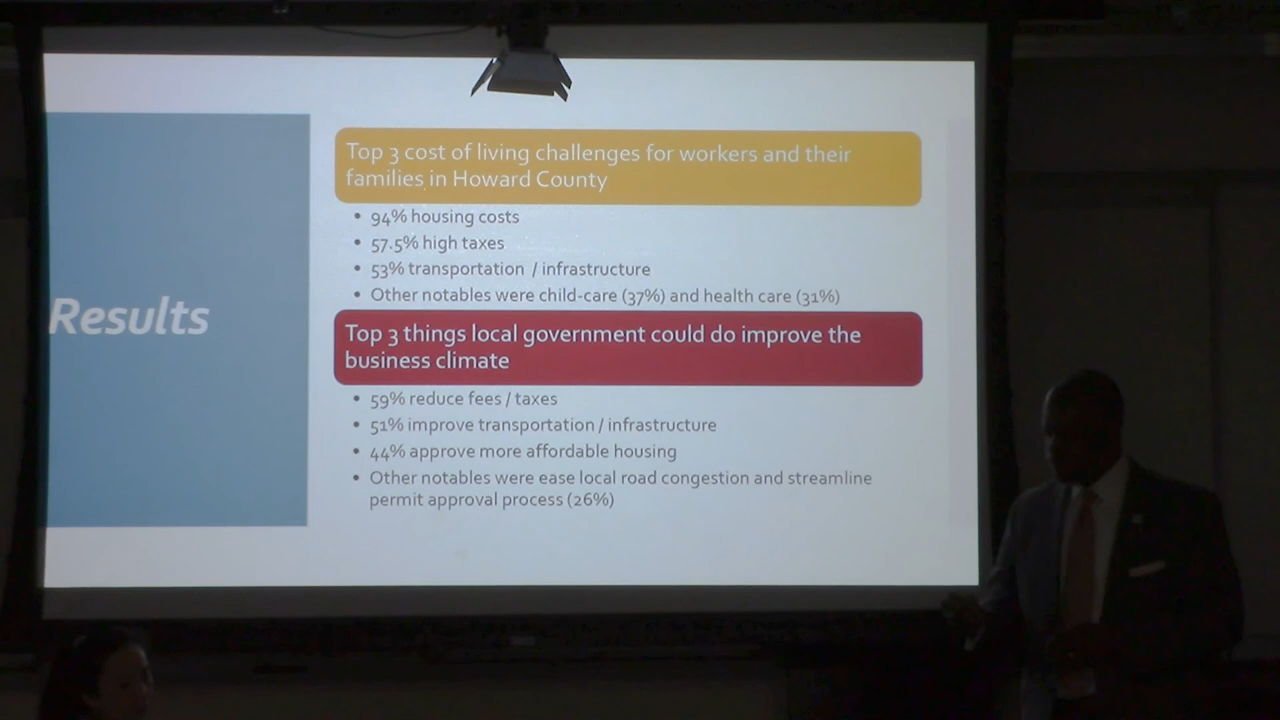 Results
Top 3 cost of living challenges for workers and their
families in Howard County
• 94% housing costs
• 57.5% high taxes
• 53% transportation / infrastructure
• Other notables were child-care (37%) and health care (31%)
Top 3 things local government could do improve the
business climate
• 59% reduce fees / taxes
• 51% improve transportation / infrastructure
• 44% approve more affordable housing
• Other notables were ease local road congestion and streamline
permit approval process (26%)